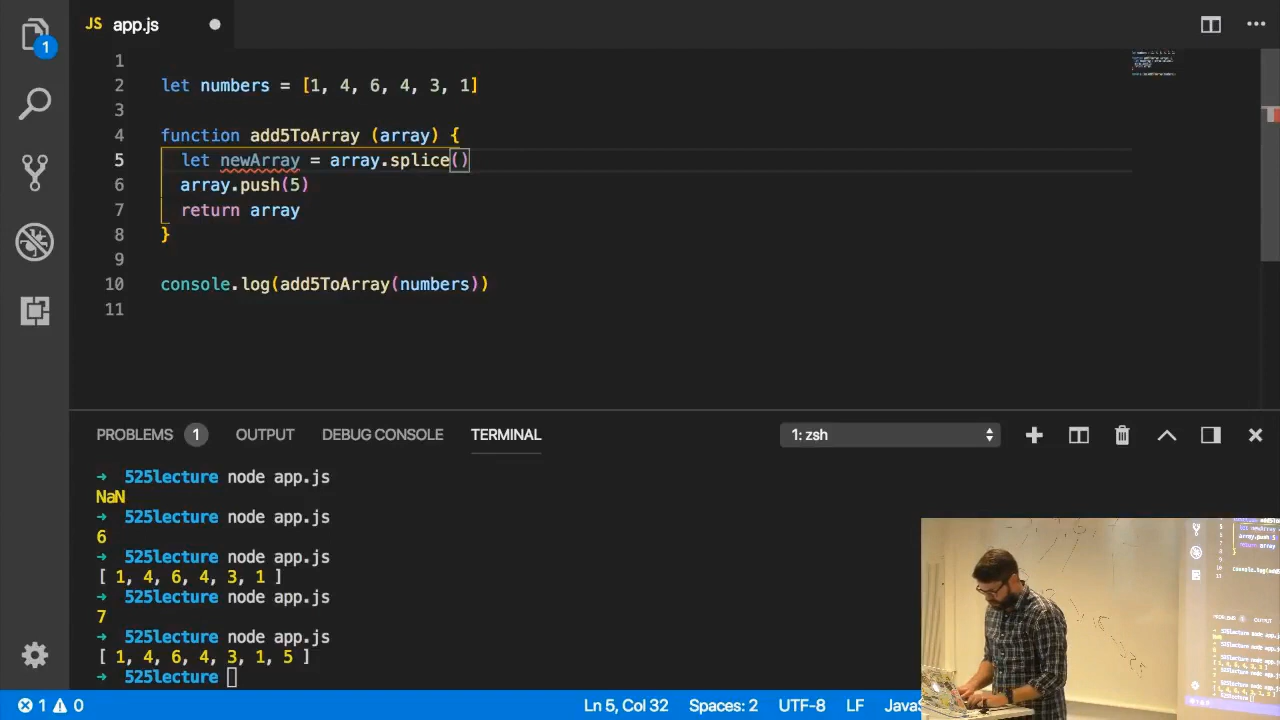 JS app.js
1
1
2 let numbers = [1, 4, 6, 4, 3, 1]
3
4 function add5ToArray (array) {
5 let newArray = array.splice()
6 array.push(5)
7 return array
8 }
9
10 console.log(add5ToArray(numbers))
11
PROBLEMS 1 OUTPUT DEBUG CONSOLE TERMINAL 1: zsh
→ 525lecture node app.js
NaN
→ 525lecture node app.js
6
→ 525lecture node app.js
[ 1, 4, 6, 4, 3, 1 ]
→ 525lecture node app.js
7
→ 525lecture node app.js
[ 1, 4, 6, 4, 3, 1, 5 ]
→ 525lecture
1 0 Ln 5, Col 32 Spaces: 2 UTF-8 LF JavaS